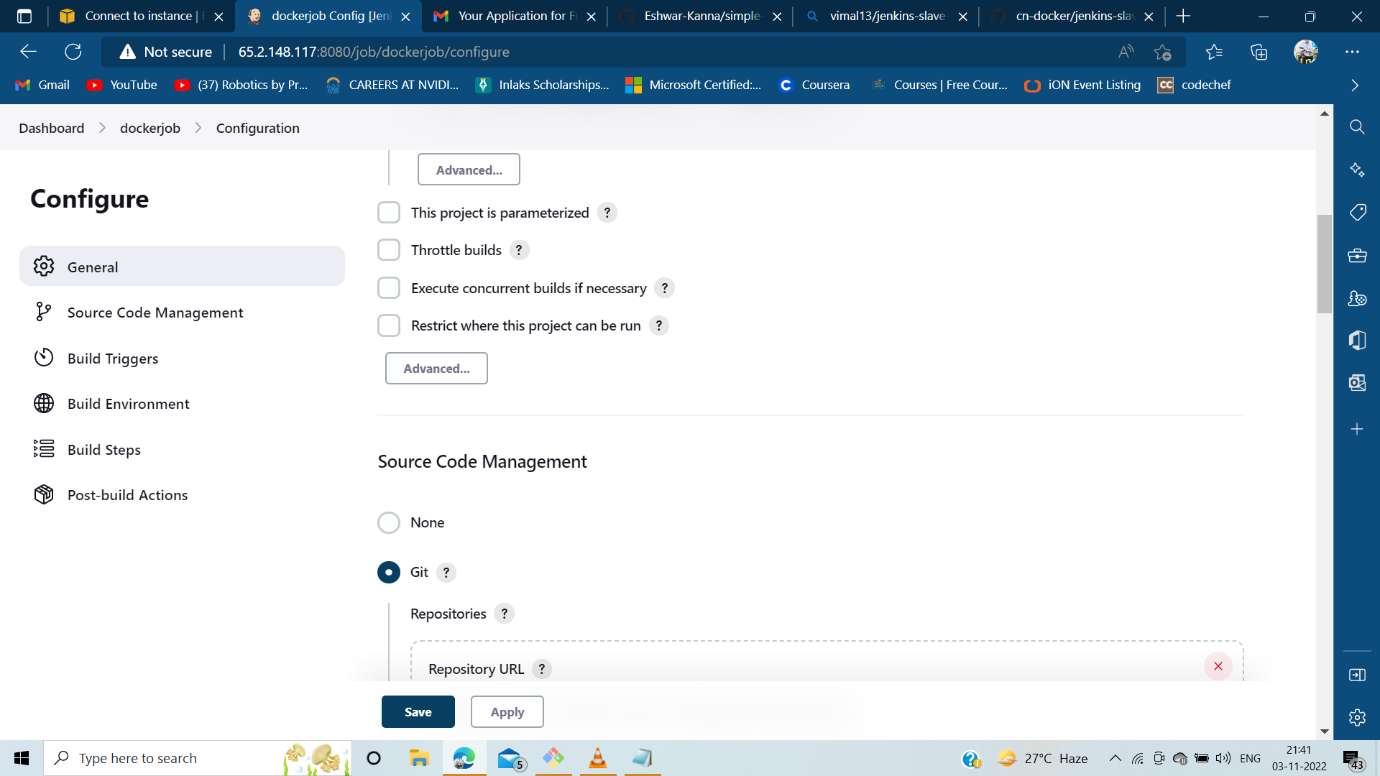 Connect to instance |
dockerjob Config [Jen
Your Application for F
Eshwar-Kanna/simple
vimal13/jenkins-slave
cn-docker/jenkins-slav
Not secure
65.2.148.117:8080/job/dockerjob/configure
Gmail
YouTube
(37) Robotics by Pr...
CAREERS AT NVIDI...
Inlaks Scholarships...
Microsoft Certified:...
Coursera
Courses | Free Cour...
iON Event Listing
CC codechef
Dashboard
dockerjob
Configuration
Configure
General
Source Code Management
Build Triggers
Build Environment
Build Steps
Post-build Actions
Advanced...
This project is parameterized ?
Throttle builds ?
Execute concurrent builds if necessary ?
Restrict where this project can be run ?
Advanced...
Source Code Management
None
Git ?
Repositories ?
Repository URL ?
Save
Apply
Type here to search
5
27°C Haze
ENG
21:41
03-11-2022
43